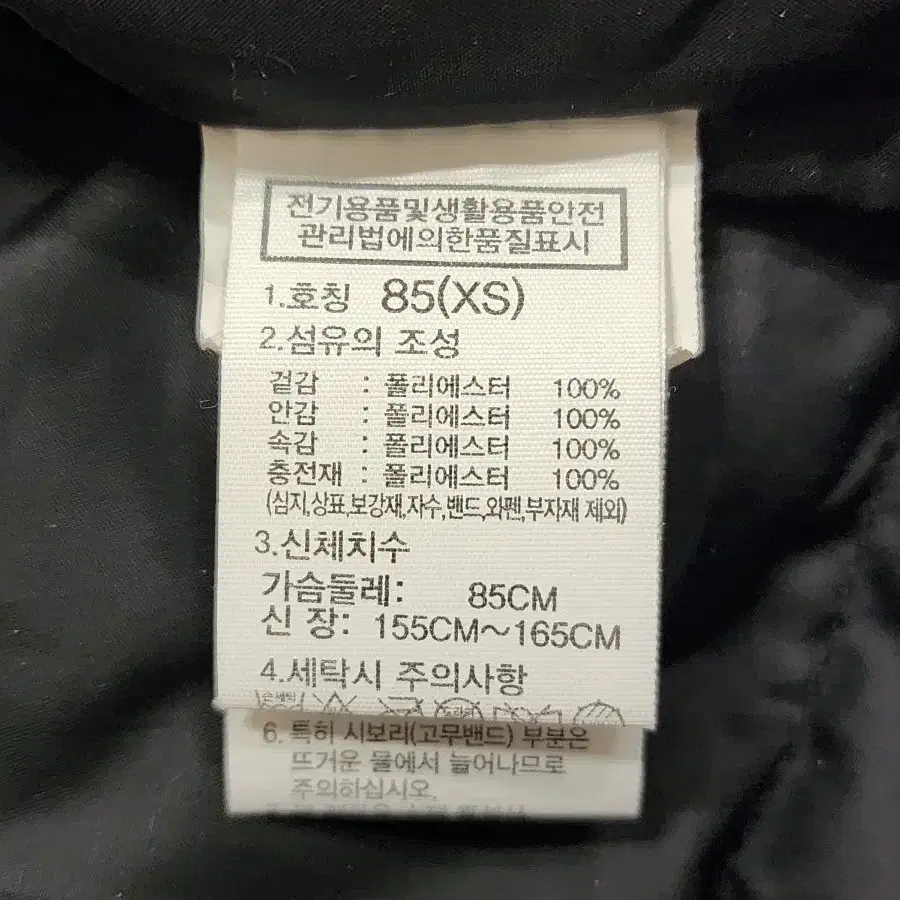 전기용품및생활용품안전
관리법에의한품질표시
1.호칭 85(XS)
2.섬유의 조성
겉감 : 폴리에스터 100%
안감 : 폴리에스터 100%
속감 : 폴리에스터 100%
충전재 : 폴리에스터 100%
(심지,상표,보강재,자수,밴드,와펜,부자재 제외)
3.신체치수
가슴둘레: 85CM
신 장: 155CM~165CM
4.세탁시 주의사항
6. 특히 시보리(고무밴드) 부분은
뜨거운 물에서 늘어나므로
주의하십시오.